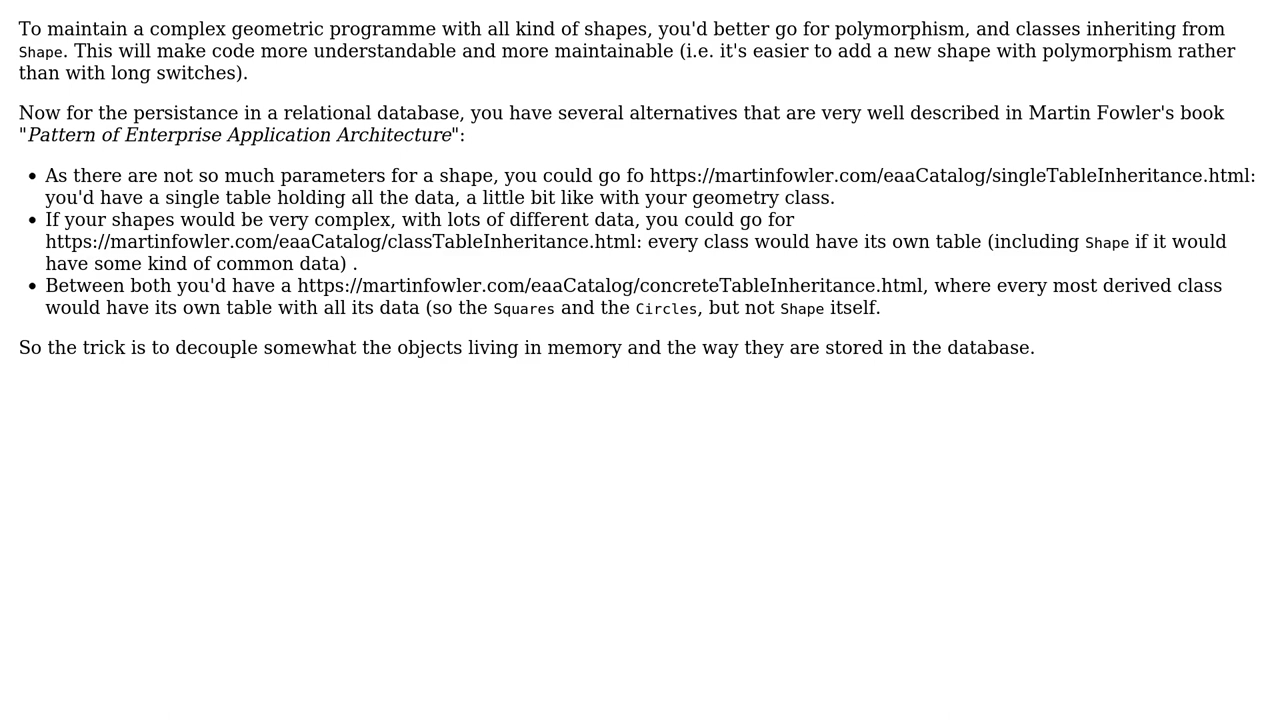 To maintain a complex geometric programme with all kind of shapes, you'd better go for polymorphism, and classes inheriting from
Shape. This will make code more understandable and more maintainable (i.e. it's easier to add a new shape with polymorphism rather
than with long switches).
Now for the persistance in a relational database, you have several alternatives that are very well described in Martin Fowler's book
"Pattern of Enterprise Application Architecture":
• As there are not so much parameters for a shape, you could go fo https://martinfowler.com/eaaCatalog/singleTableInheritance.html:
you'd have a single table holding all the data, a little bit like with your geometry class.
• If your shapes would be very complex, with lots of different data, you could go for
https://martinfowler.com/eaaCatalog/classTableInheritance.html: every class would have its own table (including Shape if it would
have some kind of common data) .
• Between both you'd have a https://martinfowler.com/eaaCatalog/concreteTableInheritance.html, where every most derived class
would have its own table with all its data (so the Squares and the Circles, but not Shape itself.
So the trick is to decouple somewhat the objects living in memory and the way they are stored in the database.